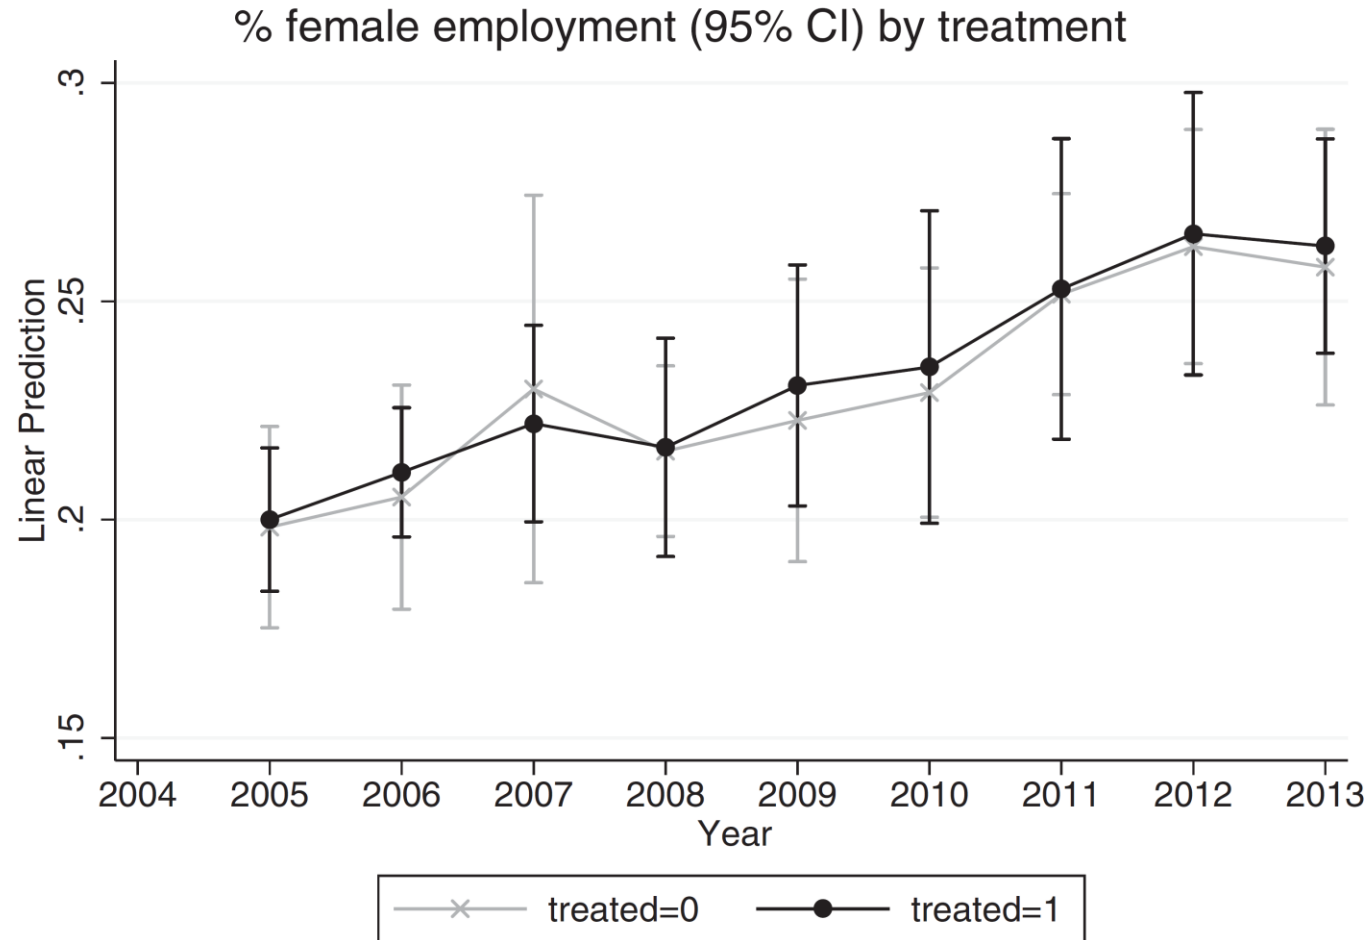 % female employment (95% CI) by treatment
.3
.25
.2
.15
Linear Prediction
2004 2005 2006 2007 2008 2009 2010 2011 2012 2013
Year
treated=0 treated=1